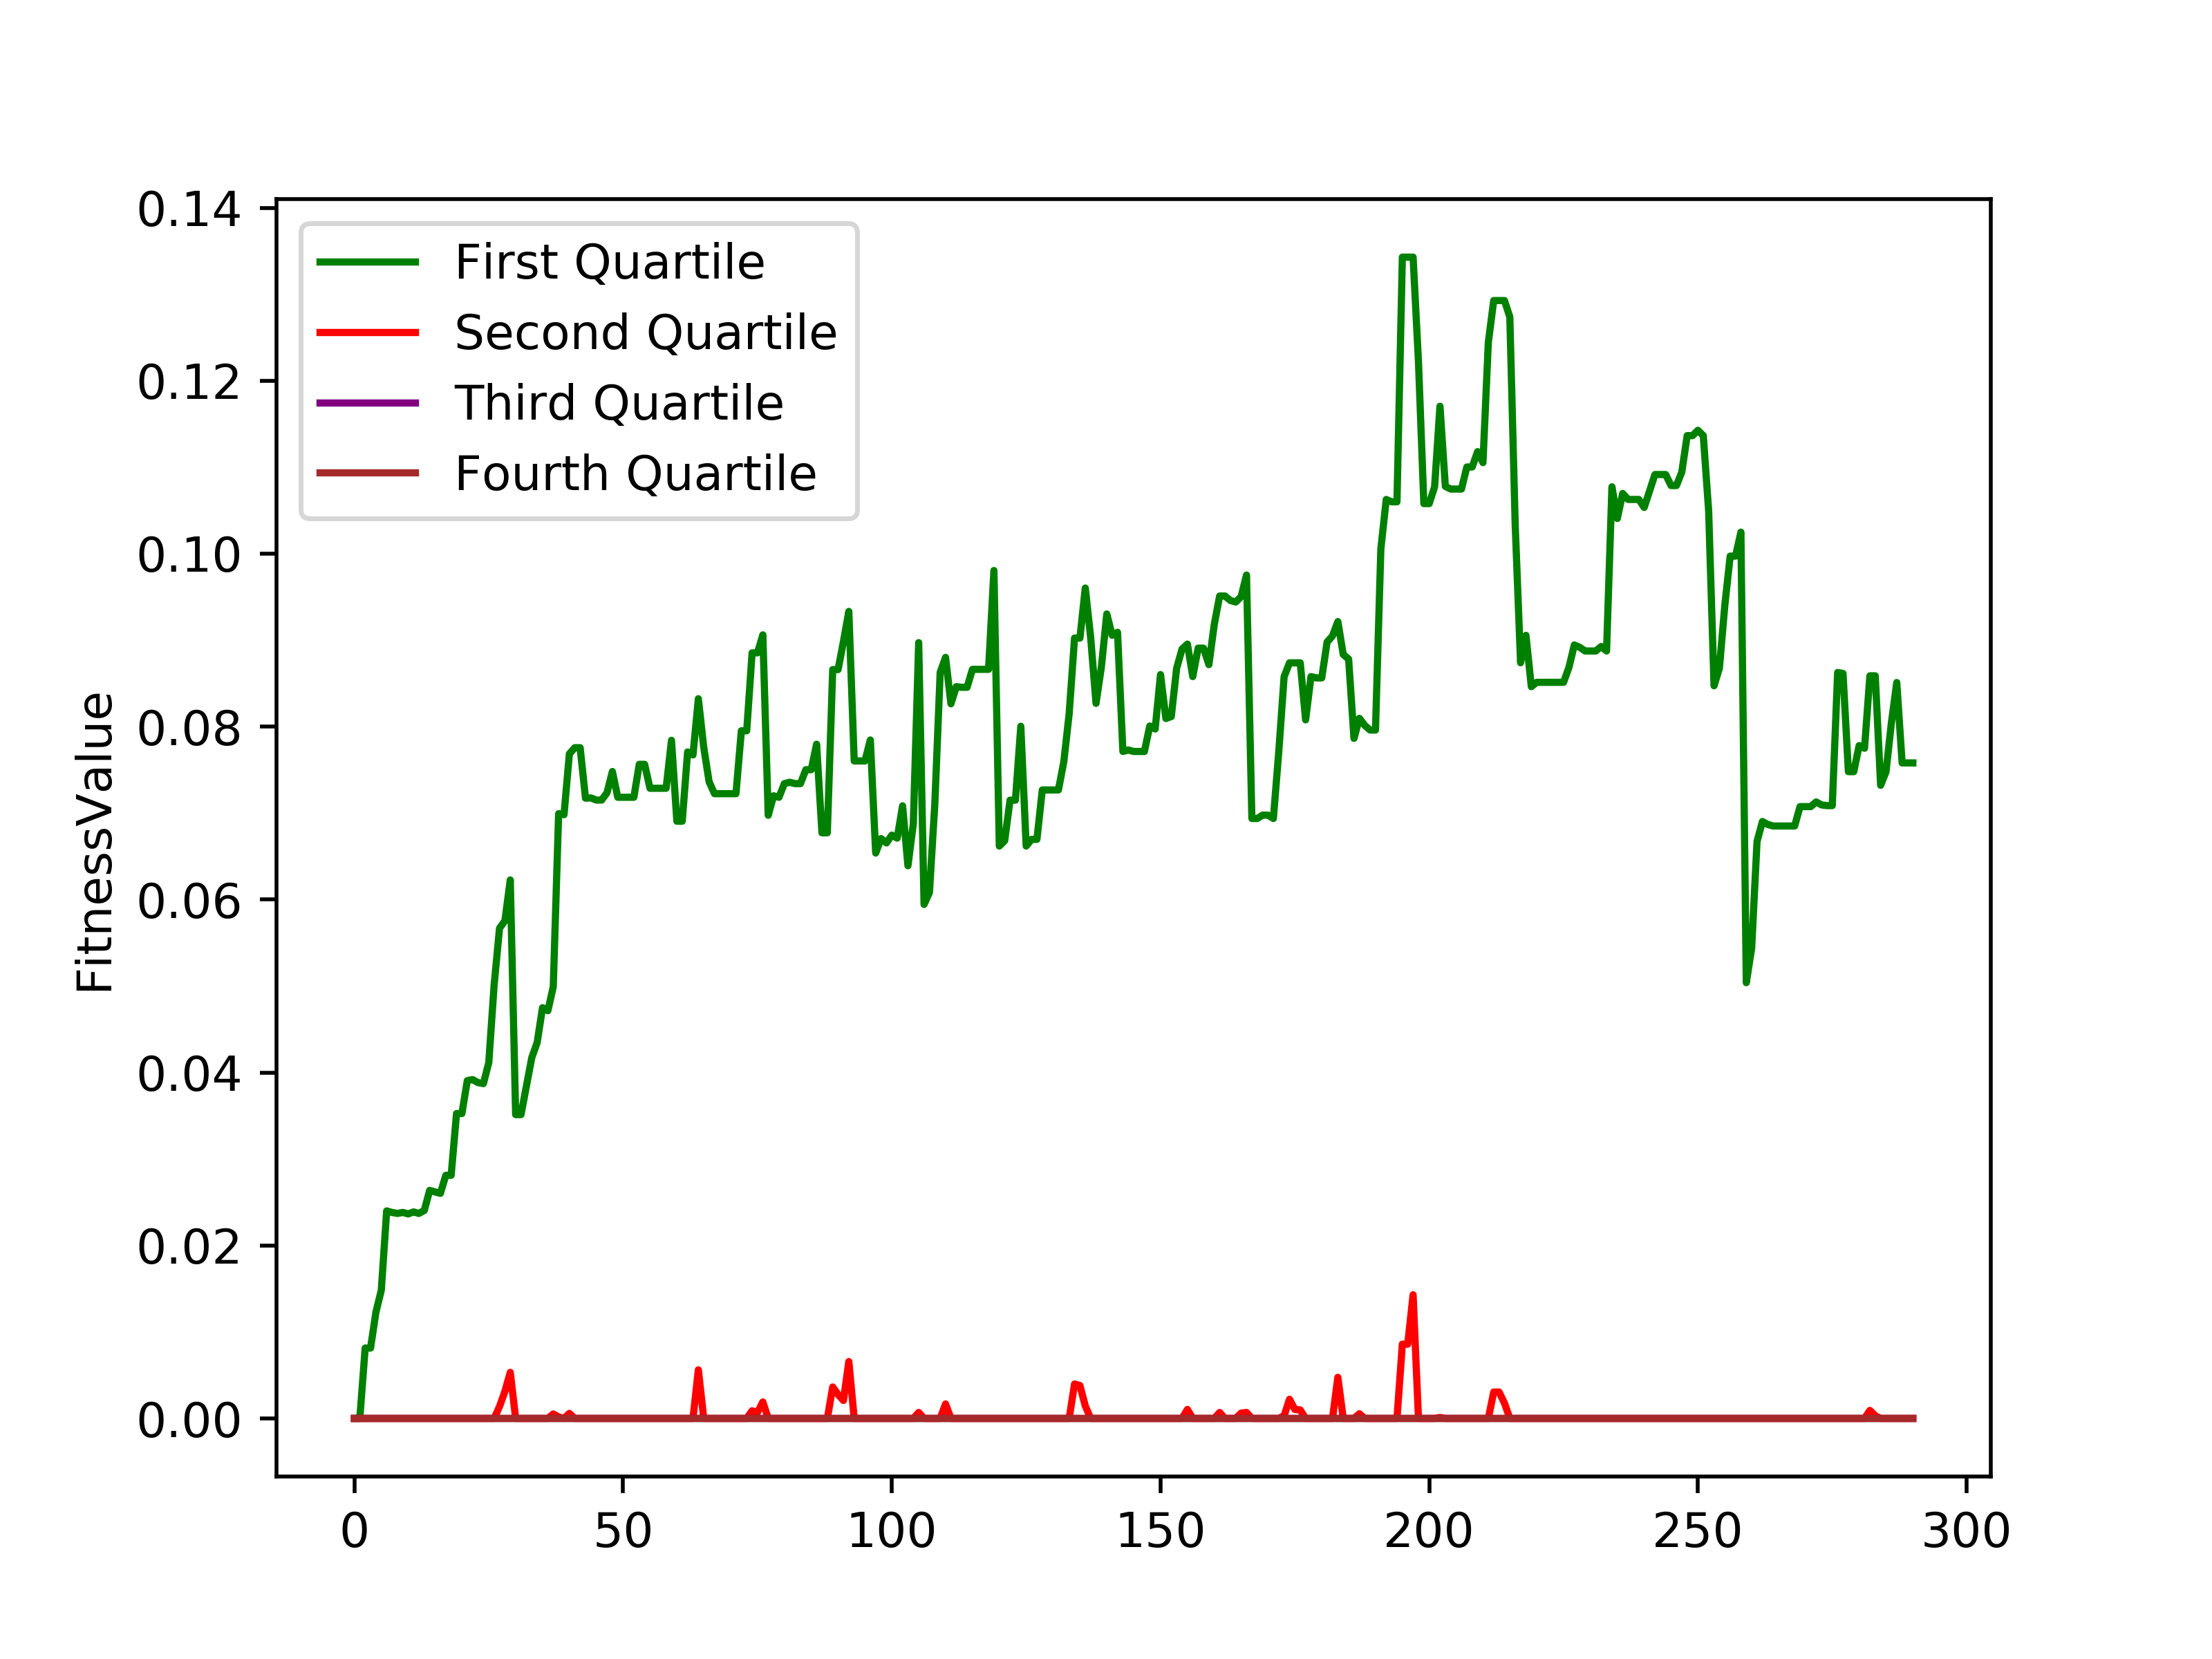 0.14
0.12
0.10
0.08
0.06
0.04
0.02
0.00
FitnessValue
First Quartile
Second Quartile
Third Quartile
Fourth Quartile
0 50 100 150 200 250 300